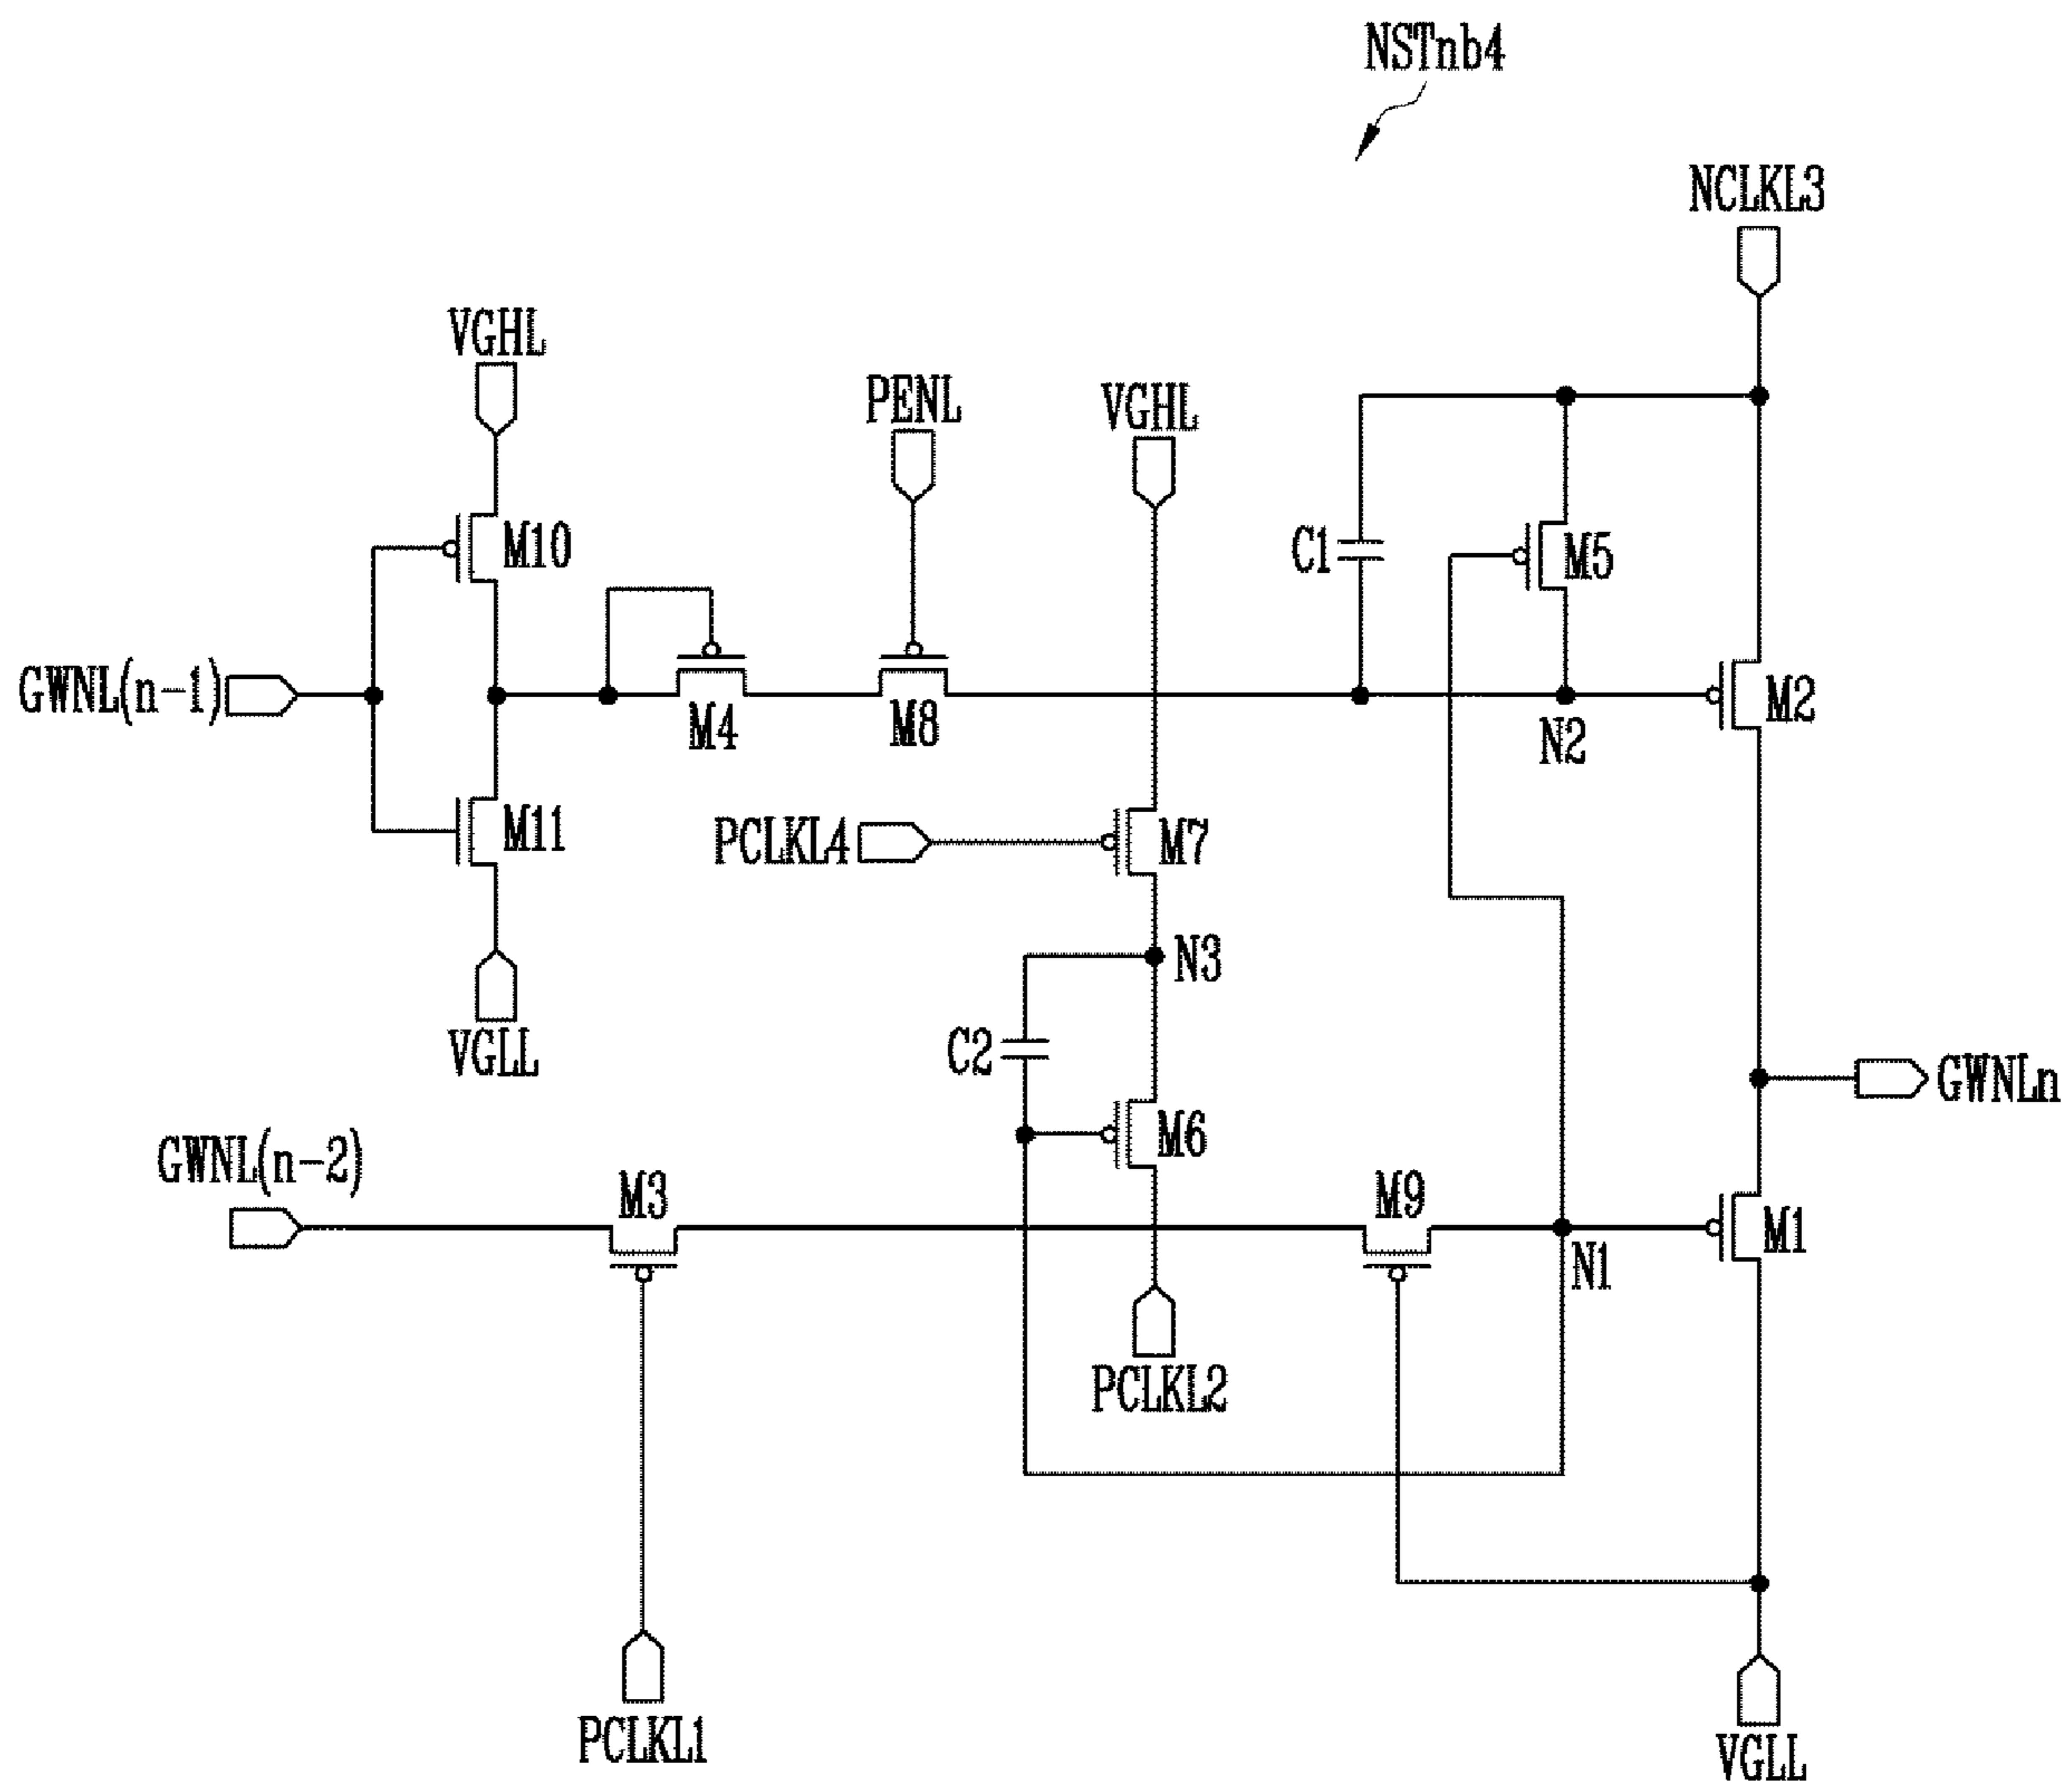 NSTnb4
NCLKL3
VGHL
PENL
VGHL
M10
C1
M5
GWNL(n-1)
M4
M8
N2
M2
M11
PCLKL4
M7
N3
VGLL
C2
GWNLn
M6
GWNL(n-2)
M3
M9
M1
N1
PCLKL2
PCLKL1
VGLL